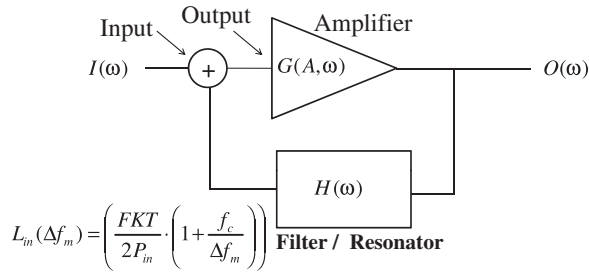 Output
Amplifier
Input
I(ω)
+
G(A,ω)
O(ω)
H(ω)
L_in(Δf_m) = ( FKT / 2P_in · ( 1 + f_c / Δf_m ) )
Filter / Resonator